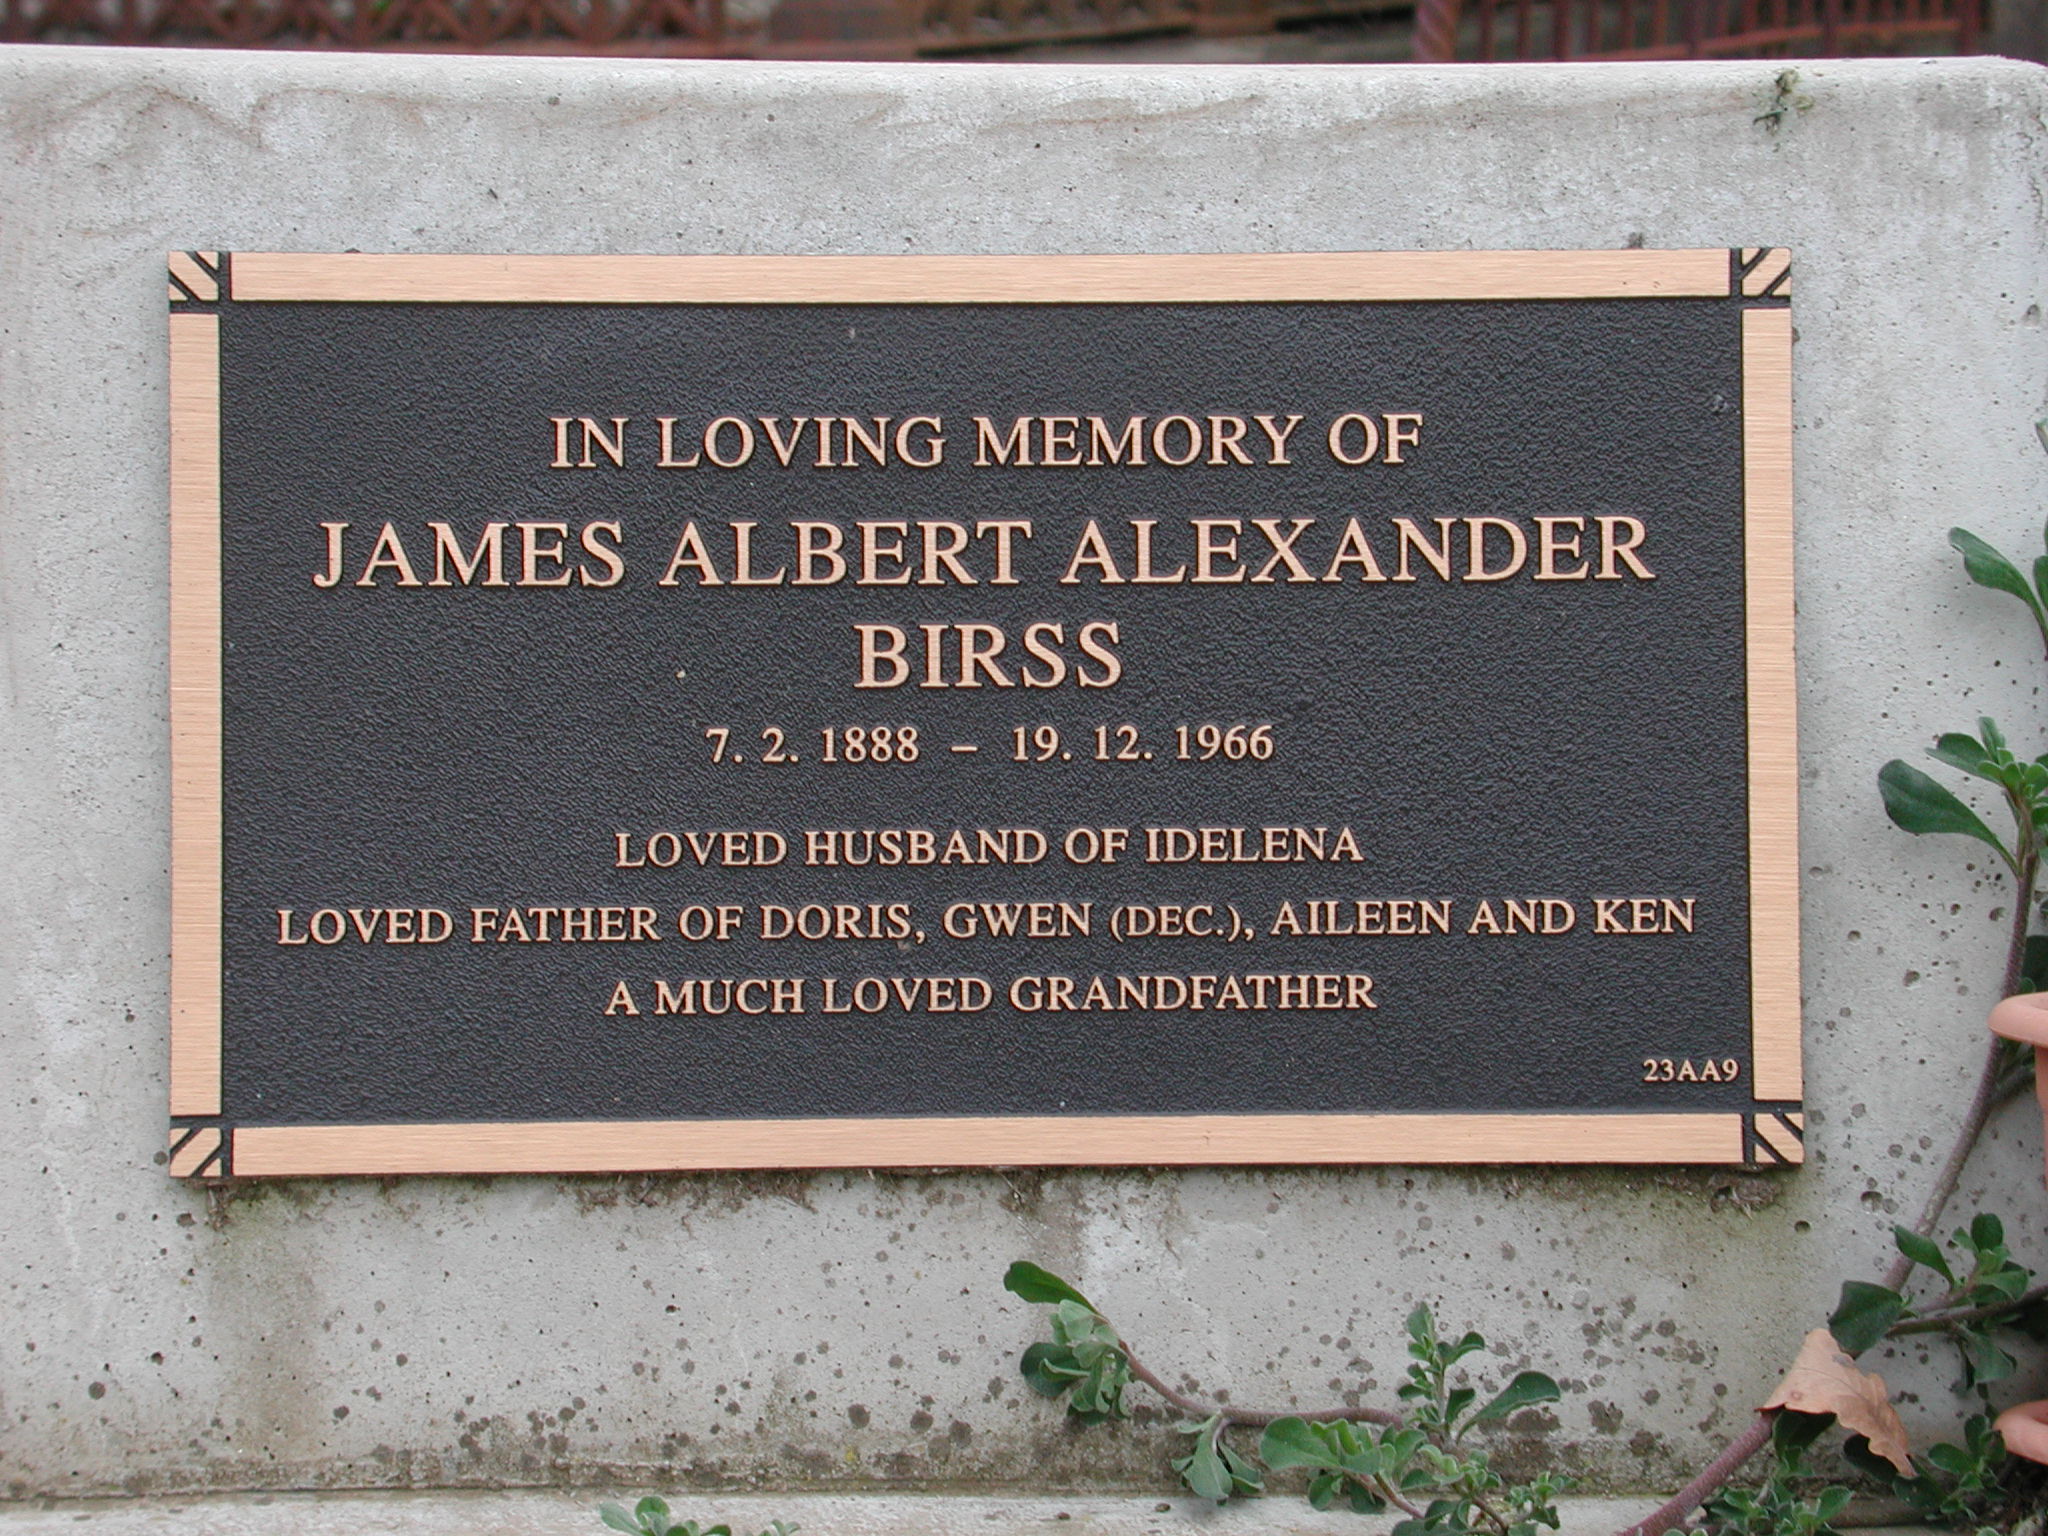 IN LOVING MEMORY OF
JAMES ALBERT ALEXANDER
BIRSS
7. 2. 1888 – 19. 12. 1966
LOVED HUSBAND OF IDELENA
LOVED FATHER OF DORIS, GWEN (DEC.), AILEEN AND KEN
A MUCH LOVED GRANDFATHER
23AA9